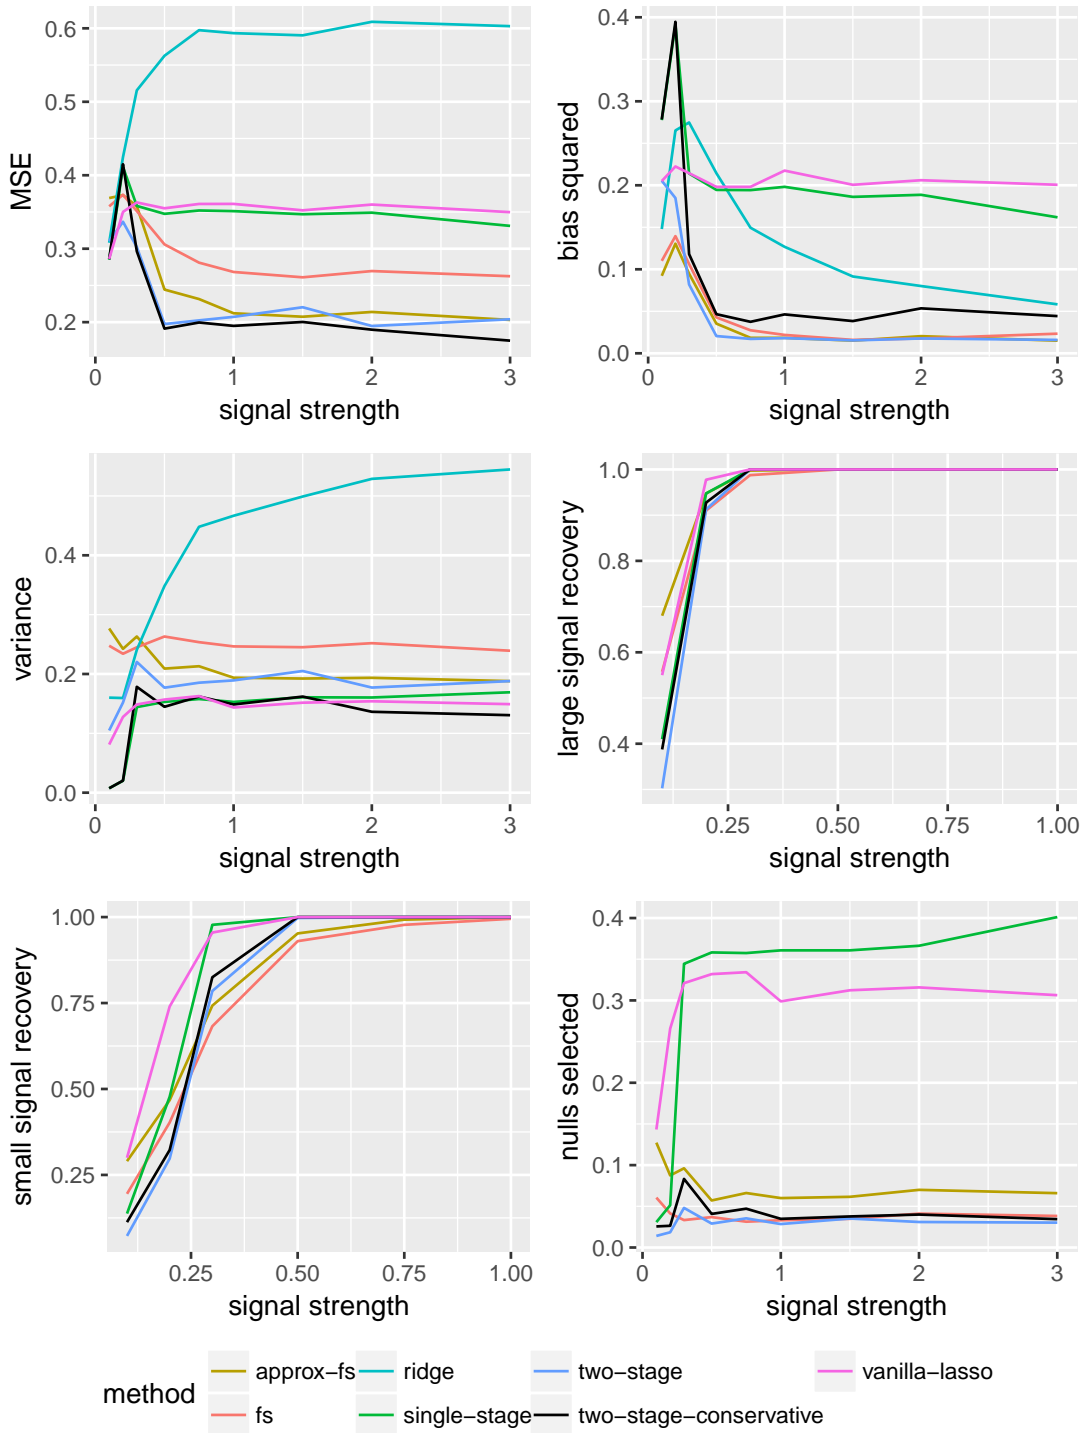 MSE
0.6
0.5
0.4
0.3
0.2
0
1
2
3
signal strength
bias squared
0.4
0.3
0.2
0.1
0.0
0
1
2
3
signal strength
variance
0.4
0.2
0.0
0
1
2
3
signal strength
large signal recovery
1.0
0.8
0.6
0.4
0.25
0.50
0.75
1.00
signal strength
small signal recovery
1.00
0.75
0.50
0.25
0.25
0.50
0.75
1.00
signal strength
nulls selected
0.4
0.3
0.2
0.1
0.0
0
1
2
3
signal strength
method
approx−fs
fs
ridge
single−stage
two−stage
two−stage−conservative
vanilla−lasso